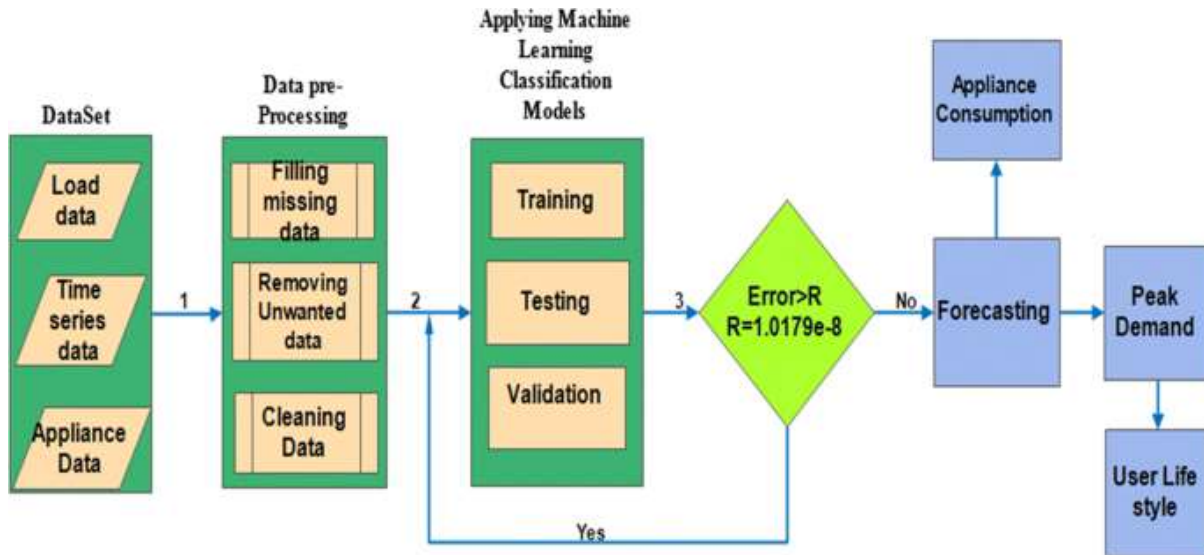 DataSet
Load
data
Time
series
data
Appliance
Data
1
Data pre-
Processing
Filling
missing
data
Removing
Unwanted
data
Cleaning
Data
2
Applying Machine
Learning
Classification
Models
Training
Testing
Validation
3
Error>R
R=1.0179e-8
Yes
No
Forecasting
Appliance
Consumption
Peak
Demand
User Life
style